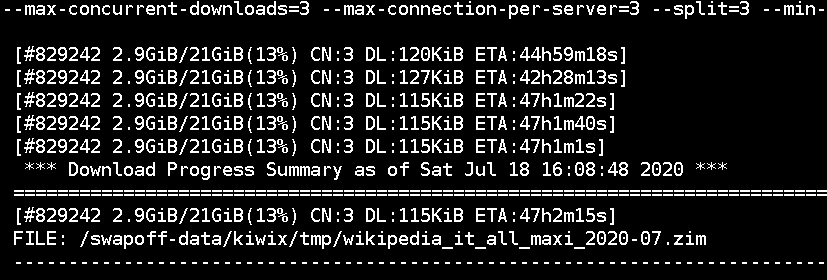 --max-concurrent-downloads=3 --max-connection-per-server=3 --split=3 --min-
[#829242 2.9GiB/21GiB(13%) CN:3 DL:120KiB ETA:44h59m18s]
[#829242 2.9GiB/21GiB(13%) CN:3 DL:127KiB ETA:42h28m13s]
[#829242 2.9GiB/21GiB(13%) CN:3 DL:115KiB ETA:47h1m22s]
[#829242 2.9GiB/21GiB(13%) CN:3 DL:115KiB ETA:47h1m40s]
[#829242 2.9GiB/21GiB(13%) CN:3 DL:115KiB ETA:47h1m1s]
*** Download Progress Summary as of Sat Jul 18 16:08:48 2020 ***
===========================================================================
[#829242 2.9GiB/21GiB(13%) CN:3 DL:115KiB ETA:47h2m15s]
FILE: /swapoff-data/kiwix/tmp/wikipedia_it_all_maxi_2020-07.zim
---------------------------------------------------------------------------